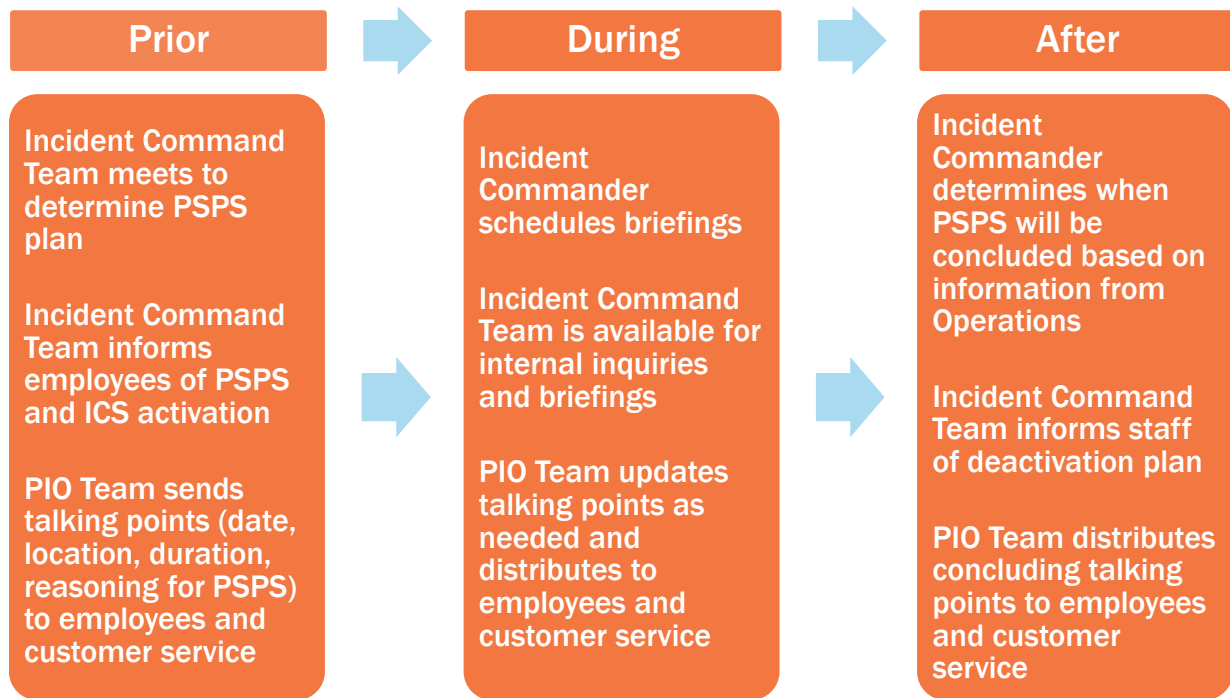 Prior
During
After
Incident Command
Team meets to
determine PSPS
plan
Incident Command
Team informs
employees of PSPS
and ICS activation
PIO Team sends
talking points (date,
location, duration,
reasoning for PSPS)
to employees and
customer service
Incident
Commander
schedules briefings
Incident Command
Team is available for
internal inquiries
and briefings
PIO Team updates
talking points as
needed and
distributes to
employees and
customer service
Incident
Commander
determines when
PSPS will be
concluded based on
information from
Operations
Incident Command
Team informs staff
of deactivation plan
PIO Team distributes
concluding talking
points to employees
and customer
service